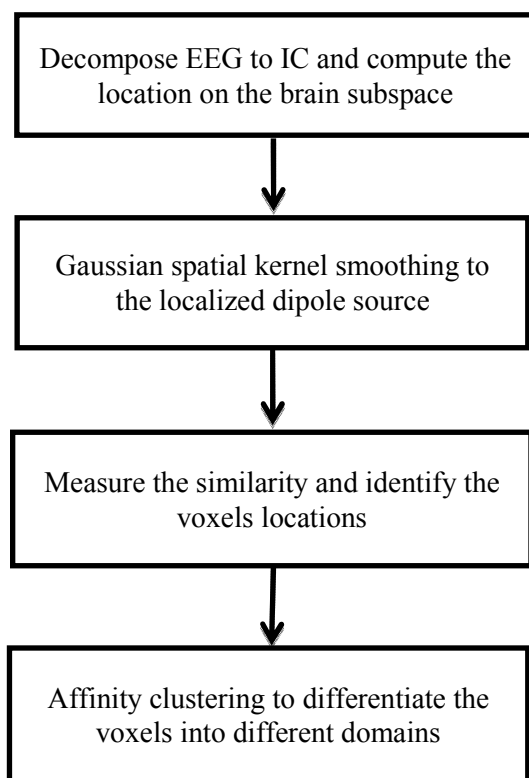 Decompose EEG to IC and compute the
location on the brain subspace
Gaussian spatial kernel smoothing to
the localized dipole source
Measure the similarity and identify the
voxels locations
Affinity clustering to differentiate the
voxels into different domains